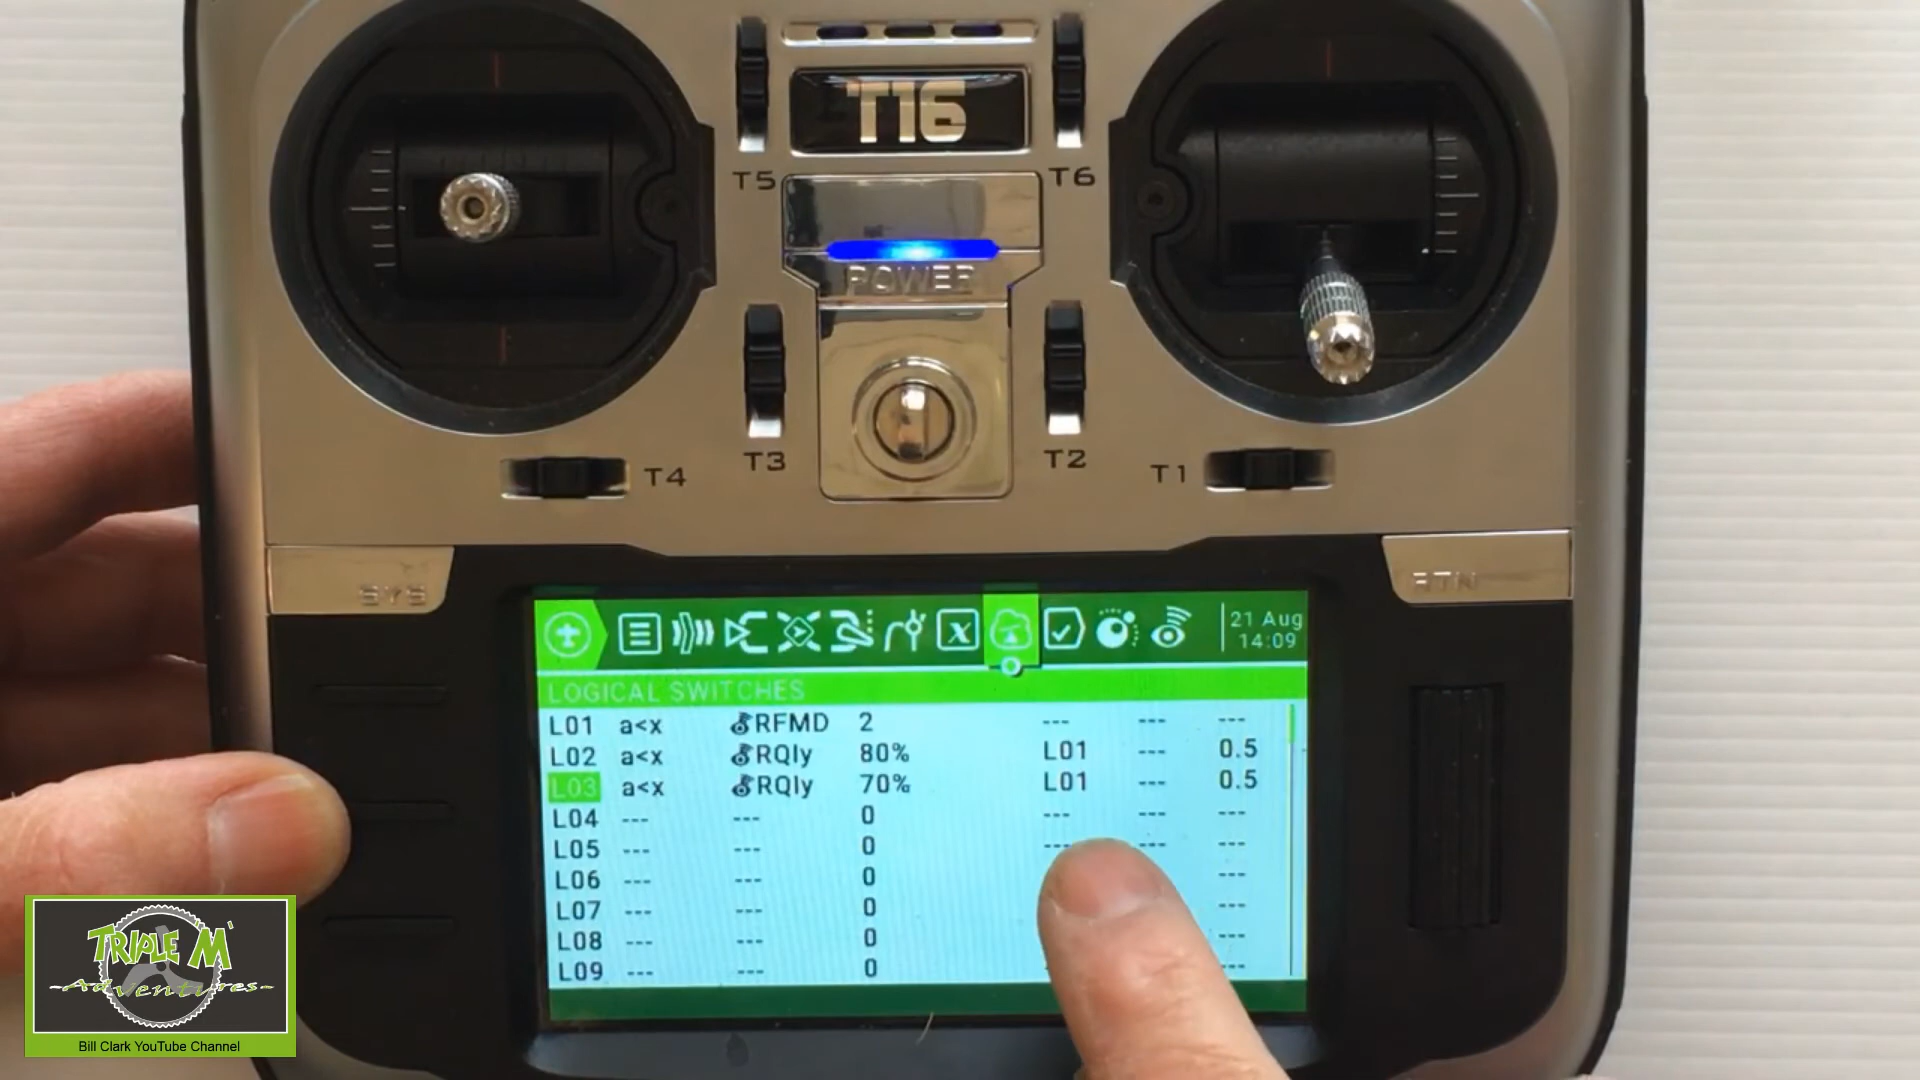 T16
T5
T6
POWER
T3
T2
T4
T1
SYS
RTN
21 Aug
14:09
LOGICAL SWITCHES
L01 a<x RFMD 2 --- --- ---
L02 a<x RQly 80% L01 --- 0.5
L03 a<x RQly 70% L01 --- 0.5
L04 --- --- 0 --- --- ---
L05 --- --- 0 --- --- ---
L06 --- --- 0 ---
L07 --- --- 0 ---
L08 --- --- 0 ---
L09 --- --- 0 ---
TRIPLE M
-Adventures-
Bill Clark YouTube Channel